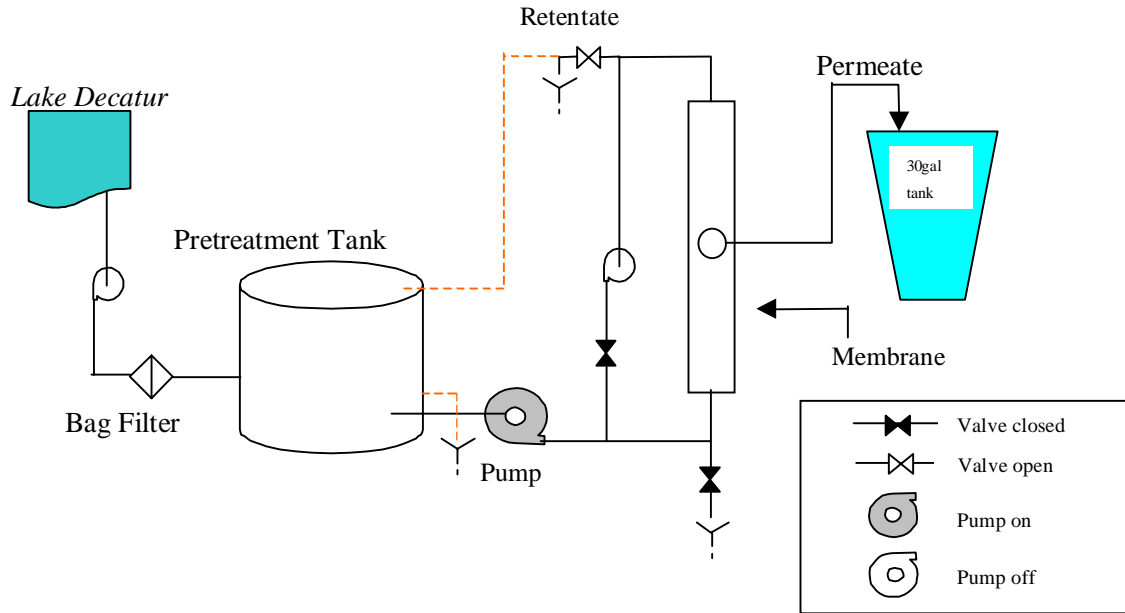 Retentate
Permeate
Lake Decatur
30gal
tank
Pretreatment Tank
Membrane
Bag Filter
Pump
Valve closed
Valve open
Pump on
Pump off